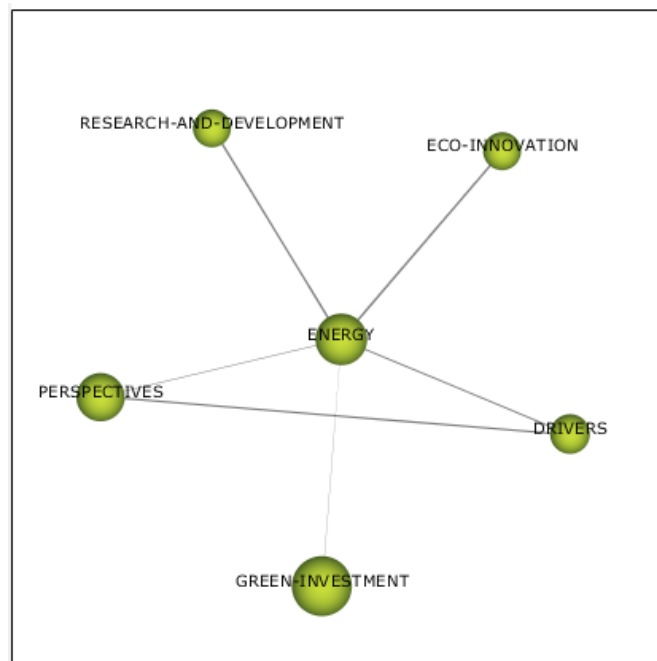 RESEARCH-AND-DEVELOPMENT
ECO-INNOVATION
ENERGY
PERSPECTIVES
DRIVERS
GREEN-INVESTMENT